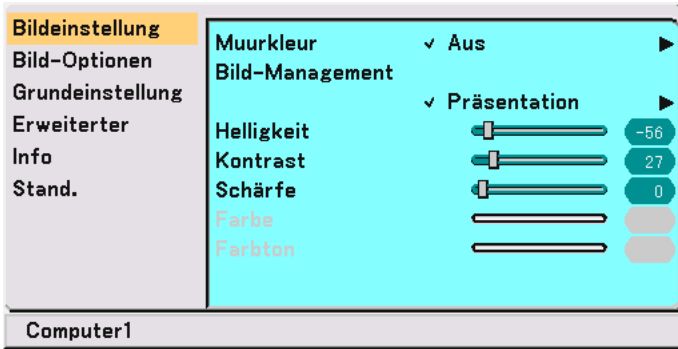 Bildeinstellung
Bild-Optionen
Grundeinstellung
Erweiterter
Info
Stand.
Muurkleur ✓ Aus
Bild-Management
✓ Präsentation
Helligkeit -56
Kontrast 27
Schärfe 0
Farbe
Farbton
Computer1